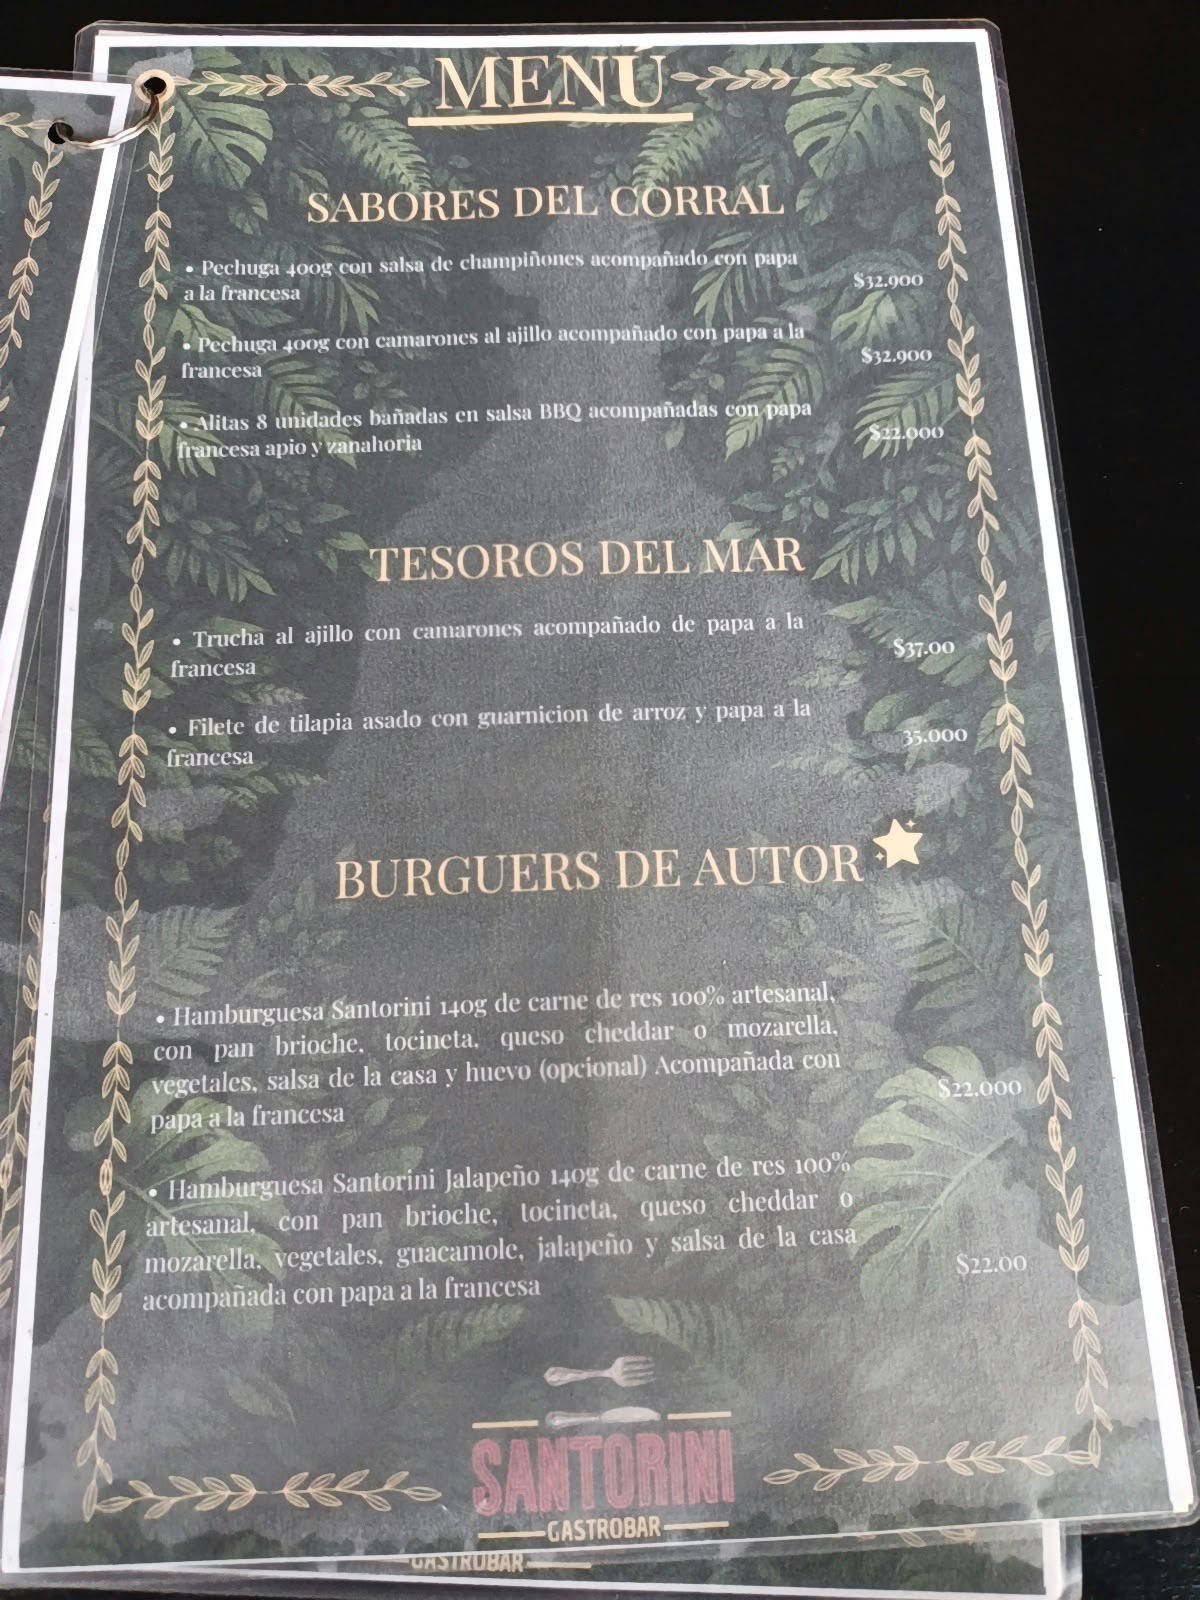 MENÚ
SABORES DEL CORRAL
• Pechuga 400g con salsa de champiñones acompañado con papa
a la francesa
$32.900
• Pechuga 400g con camarones al ajillo acompañado con papa a la
francesa
$32.900
• Alitas 8 unidades bañadas en salsa BBQ acompañadas con papa
francesa apio y zanahoria
$22.000
TESOROS DEL MAR
• Trucha al ajillo con camarones acompañado de papa a la
francesa
$37.00
• Filete de tilapia asado con guarnicion de arroz y papa a la
francesa
35.000
BURGUERS DE AUTOR
• Hamburguesa Santorini 140g de carne de res 100% artesanal,
con pan brioche, tocineta, queso cheddar o mozarella,
vegetales, salsa de la casa y huevo (opcional) Acompañada con
papa a la francesa
$22.000
• Hamburguesa Santorini Jalapeño 140g de carne de res 100%
artesanal, con pan brioche, tocineta, queso cheddar o
mozarella, vegetales, guacamole, jalapeño y salsa de la casa
acompañada con papa a la francesa
$22.00
SANTORINI
GASTROBAR
GASTROBAR